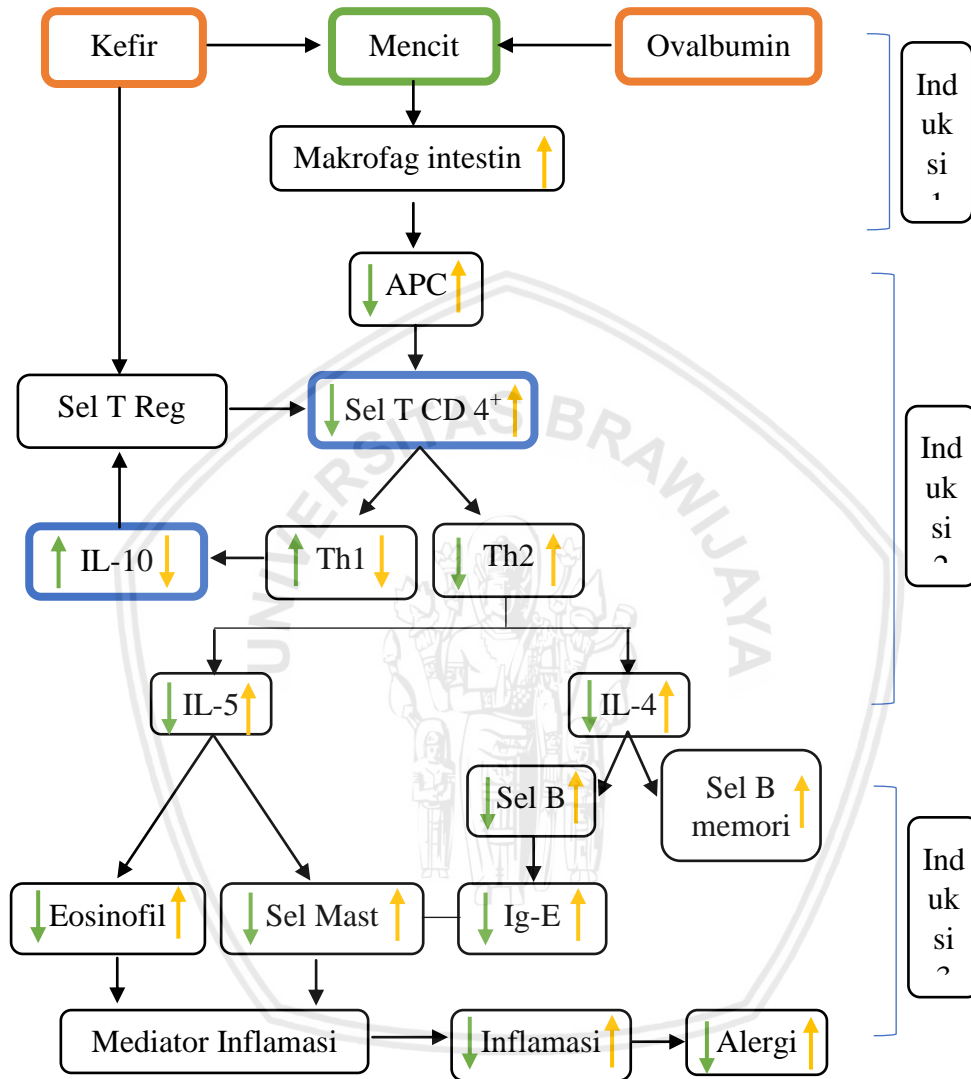 Kefir
Mencit
Ovalbumin
Ind
uk
si
Makrofag intestin
APC
Sel T Reg
Sel T CD 4⁺
Ind
uk
si
IL-10
Th1
Th2
IL-5
IL-4
Sel B
Sel B
memori
Ind
uk
si
Eosinofil
Sel Mast
Ig-E
Mediator Inflamasi
Inflamasi
Alergi
UNIVERSITAS BRAWIJAYA